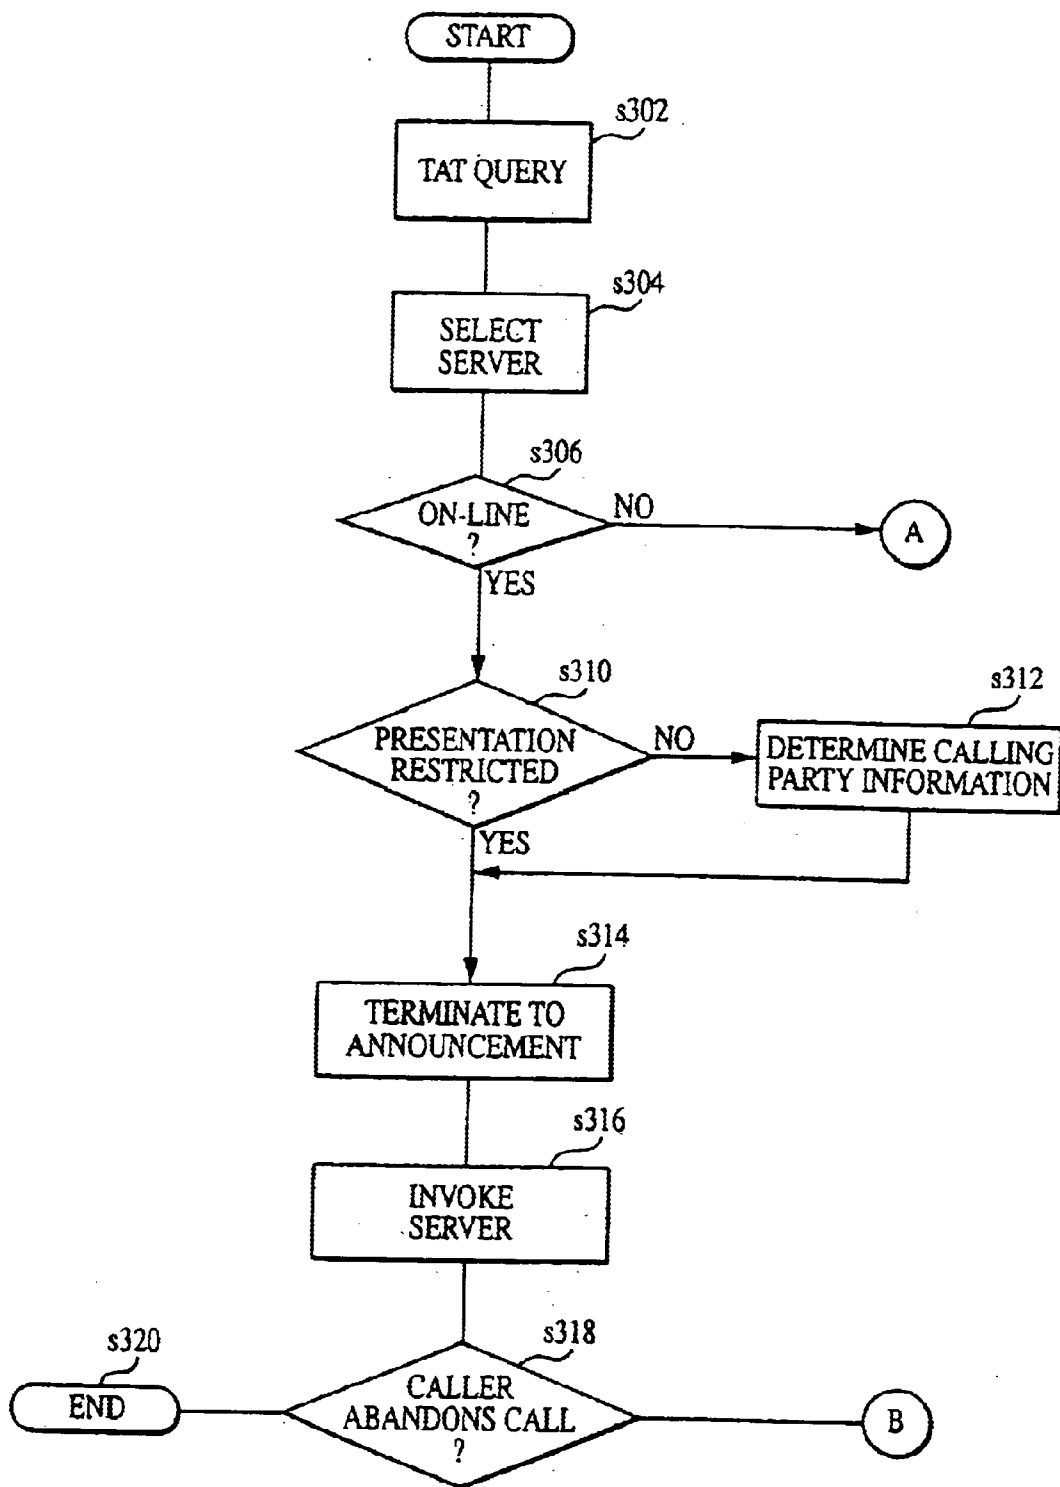 START
s302
TAT QUERY
s304
SELECT
SERVER
s306
ON-LINE
?
NO
A
YES
s310
PRESENTATION
RESTRICTED
?
NO
s312
DETERMINE CALLING
PARTY INFORMATION
YES
s314
TERMINATE TO
ANNOUNCEMENT
s316
INVOKE
SERVER
s320
END
s318
CALLER
ABANDONS CALL
?
B